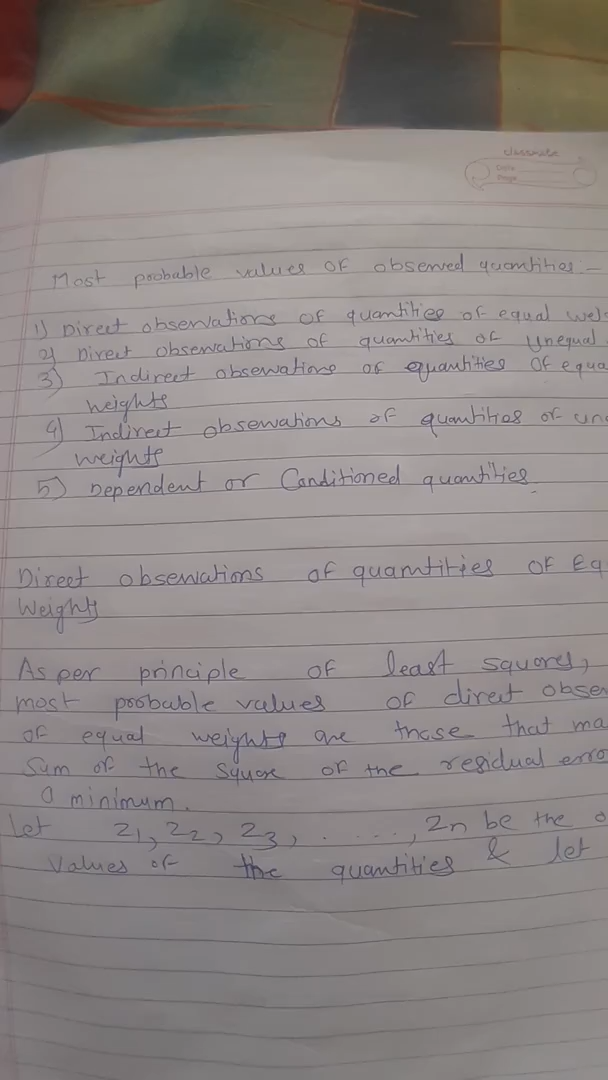 classmate
Date
Page
Most probable values of observed quantities -
1) Direct observations of quantities of equal
2) Direct observations of quantities of Unequal
3) Indirect observations of quantities of equa
weights
4) Indirect observations of quantities of un
weights
5) Dependent or Conditioned quantities
Direct observations of quantities of Eq
Weights
As per principle of least squares,
most probable values of direct obser
of equal weights are those that ma
Sum of the square of the residual erro
a minimum.
Let Z1, Z2, Z3, ....., Zn be the o
values of the quantities & let